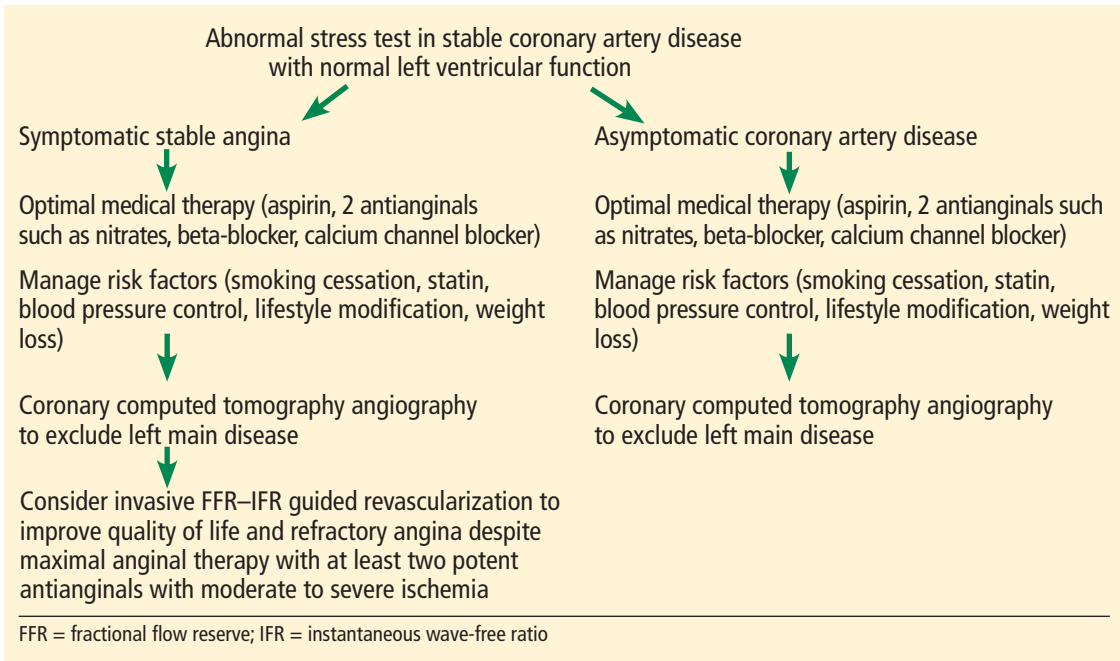 Abnormal stress test in stable coronary artery disease
with normal left ventricular function
Symptomatic stable angina
Optimal medical therapy (aspirin, 2 antianginals
such as nitrates, beta-blocker, calcium channel blocker)
Manage risk factors (smoking cessation, statin,
blood pressure control, lifestyle modification, weight
loss)
Coronary computed tomography angiography
to exclude left main disease
Consider invasive FFR–IFR guided revascularization to
improve quality of life and refractory angina despite
maximal anginal therapy with at least two potent
antianginals with moderate to severe ischemia
Asymptomatic coronary artery disease
Optimal medical therapy (aspirin, 2 antianginals such
as nitrates, beta-blocker, calcium channel blocker)
Manage risk factors (smoking cessation, statin,
blood pressure control, lifestyle modification, weight
loss)
Coronary computed tomography angiography
to exclude left main disease
FFR = fractional flow reserve; IFR = instantaneous wave-free ratio